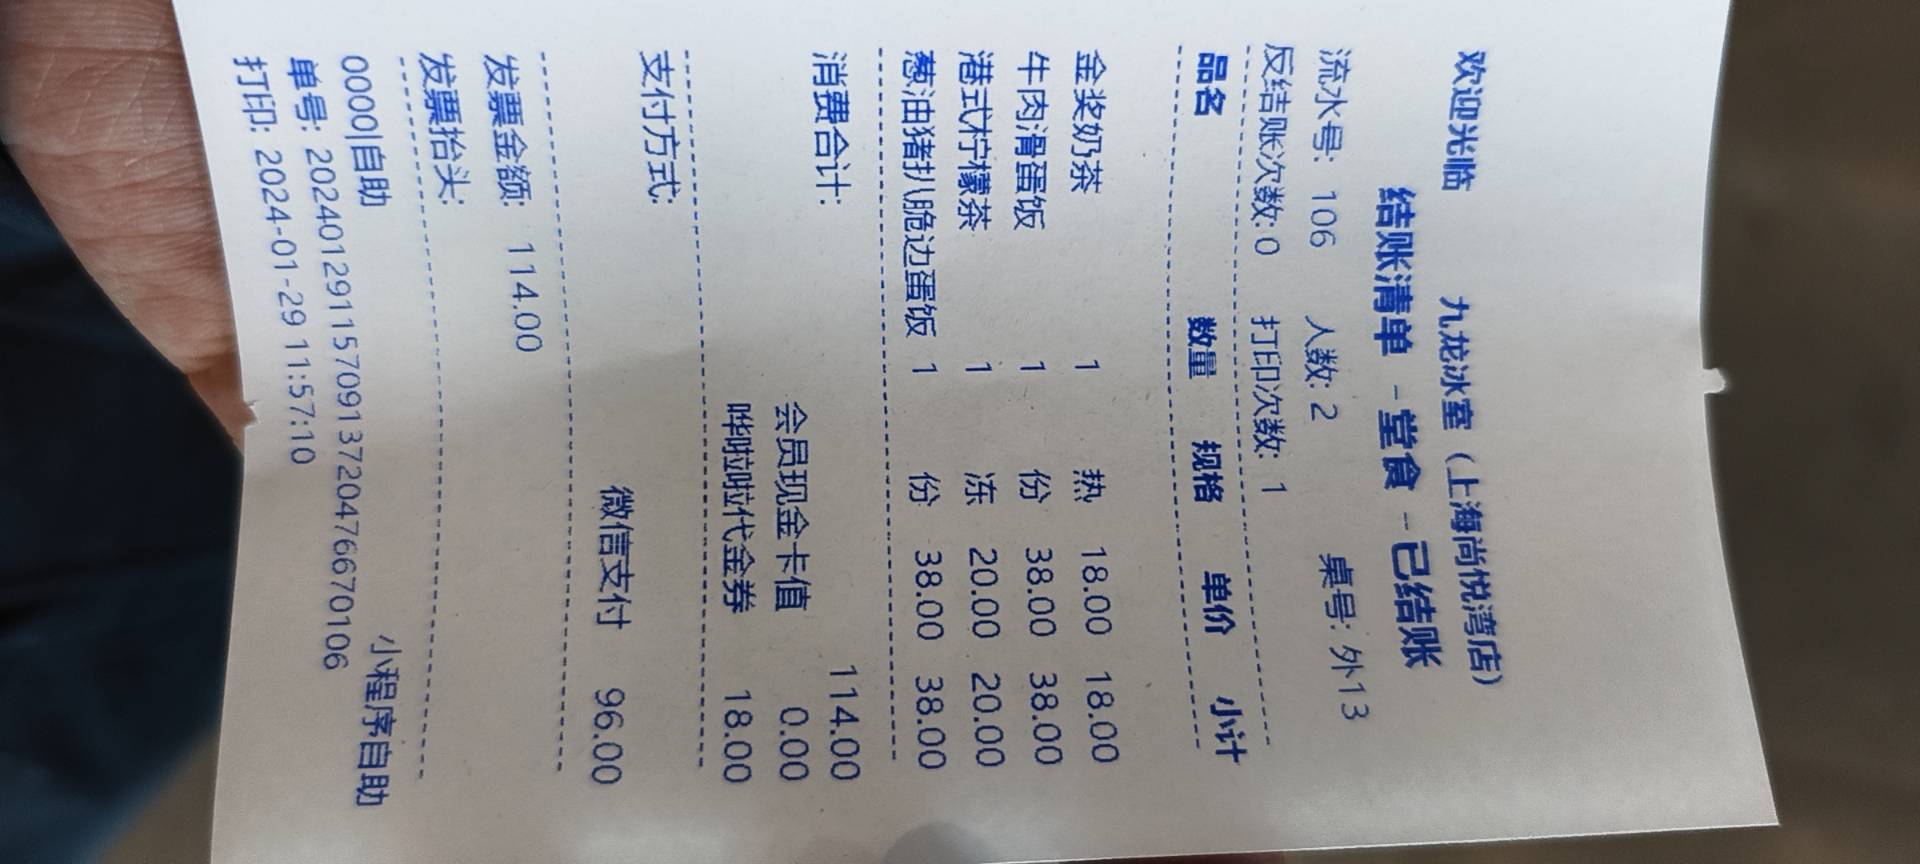 欢迎光临 九龙冰室（上海尚悦湾店）
结账清单 - 堂食 - 已结账
流水号: 106 人数: 2 桌号: 外13
反结账次数: 0 打印次数: 1
品名 数量 规格 单价 小计
金奖奶茶 1 热 18.00 18.00
牛肉滑蛋饭 1 份 38.00 38.00
港式柠檬茶 1 冻 20.00 20.00
葱油猪扒脆边蛋饭 1 份 38.00 38.00
消费合计: 114.00
会员现金卡值 0.00
哗啦啦代金券 18.00
支付方式:
微信支付 96.00
发票金额: 114.00
发票抬头:
0000|自助 小程序自助
单号: 2024012911570913720476670106
打印: 2024-01-29 11:57:10